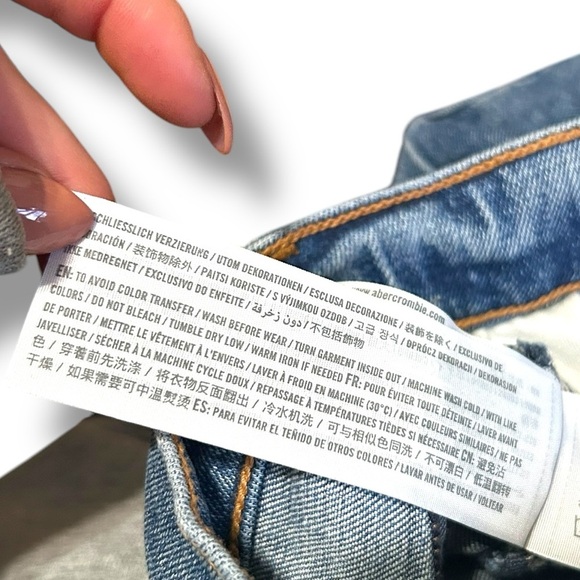 SCHLIESSLICH VERZIERUNG / UTOM DEKORATIONEN / ESCLUSA DECORAZIONE / 装飾を除く / EXCLUSIVO DE
/ 装饰物除外 / PAITSI KORISTE / S VÝJIMKOU OZDOB / 고급 장식 / OPRÓCZ DEKORACJI / DEKORASYON
MEDREGNET / EXCLUSIVO DO ENFEITE / دون زخرفة / 不包括飾物
EN: TO AVOID COLOR TRANSFER / WASH BEFORE WEAR / TURN GARMENT INSIDE OUT / MACHINE WASH COLD / WITH LIKE
COLORS / DO NOT BLEACH / TUMBLE DRY LOW / WARM IRON IF NEEDED FR: POUR ÉVITER TOUTE DÉTEINTE / LAVER AVANT
DE PORTER / METTRE LE VÊTEMENT À L'ENVERS / LAVER À FROID EN MACHINE (30°C) / AVEC COULEURS SIMILAIRES / NE PAS
JAVELLISER / SÉCHER À LA MACHINE CYCLE DOUX / REPASSAGE À TEMPÉRATURES TIÈDES SI NÉCESSAIRE CN: 避免沾
色 / 穿着前先洗涤 / 将衣物反面翻出 / 冷水机洗 / 可与相似色同洗 / 不可漂白 / 低温翻转
干燥 / 如果需要可中温熨烫 ES: PARA EVITAR EL TEÑIDO DE OTROS COLORES / LAVAR ANTES DE USAR / VOLTEAR
www.abercrombie.com